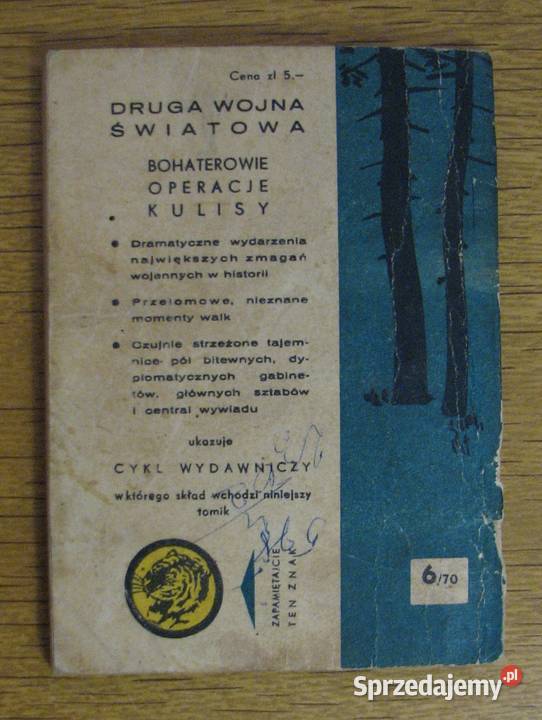 Cena zł 5.—
DRUGA WOJNA
ŚWIATOWA
BOHATEROWIE
OPERACJE
KULISY
● Dramatyczne wydarzenia
największych zmagań
wojennych w historii
● Przełomowe, nieznane
momenty walk
● Czujnie strzeżone tajem-
nice pól bitewnych, dy-
plomatycznych gabine-
tów, głównych sztabów
i central wywiadu
ukazuje
CYKL WYDAWNICZY
w którego skład wchodzi niniejszy
tomik
ZAPAMIĘTAJCIE
TEN ZNAK
6/70
Sprzedajemy.pl